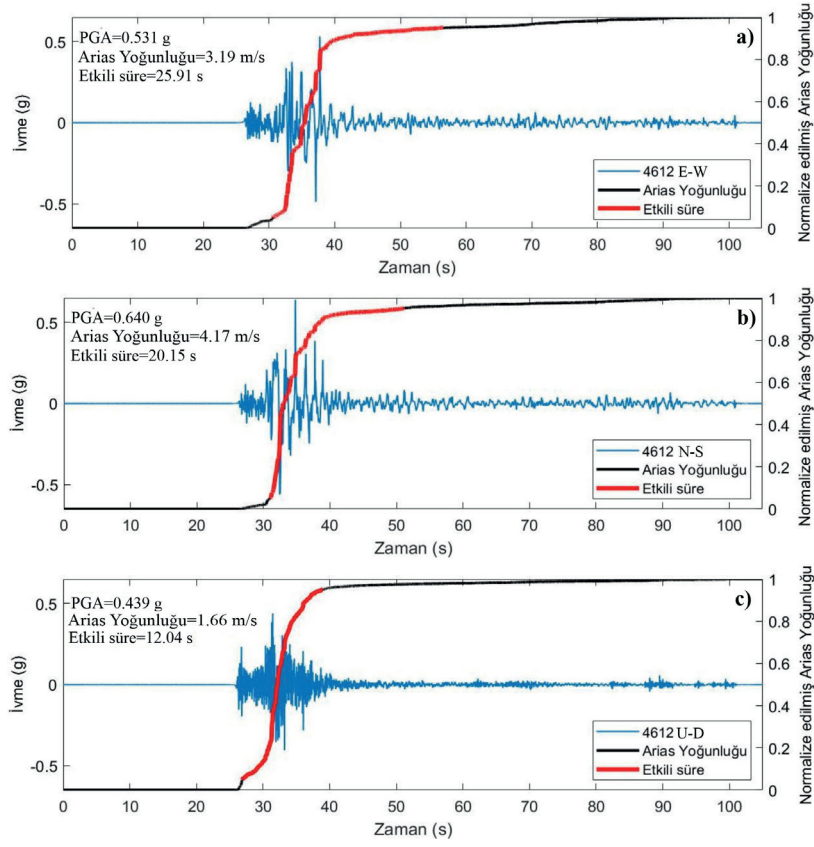 PGA=0.531 g
Arias Yoğunluğu=3.19 m/s
Etkili süre=25.91 s
a)
0.5
0
-0.5
İvme (g)
1
0.8
0.6
0.4
0.2
0
Normalize edilmiş Arias Yoğunluğu
4612 E-W
Arias Yoğunluğu
Etkili süre
0 10 20 30 40 50 60 70 80 90 100
Zaman (s)
PGA=0.640 g
Arias Yoğunluğu=4.17 m/s
Etkili süre=20.15 s
b)
0.5
0
-0.5
İvme (g)
1
0.8
0.6
0.4
0.2
0
Normalize edilmiş Arias Yoğunluğu
4612 N-S
Arias Yoğunluğu
Etkili süre
0 10 20 30 40 50 60 70 80 90 100
Zaman (s)
PGA=0.439 g
Arias Yoğunluğu=1.66 m/s
Etkili süre=12.04 s
c)
0.5
0
-0.5
İvme (g)
1
0.8
0.6
0.4
0.2
0
Normalize edilmiş Arias Yoğunluğu
4612 U-D
Arias Yoğunluğu
Etkili süre
0 10 20 30 40 50 60 70 80 90 100
Zaman (s)